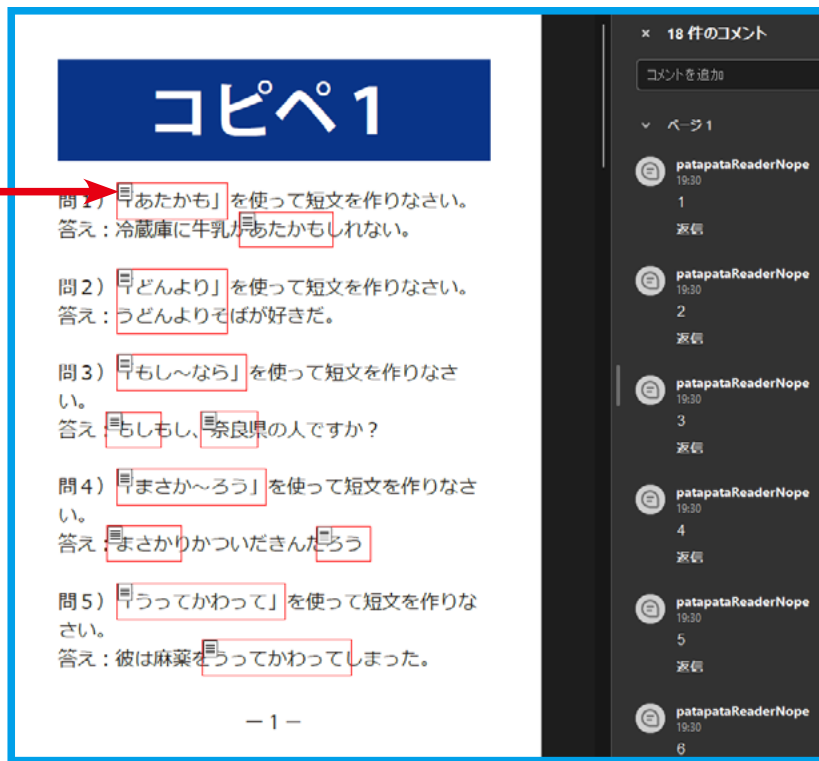 コピペ1
問1）「あたかも」を使って短文を作りなさい。
答え：冷蔵庫に牛乳があたかもしれない。
問2）「どんより」を使って短文を作りなさい。
答え：うどんよりそばが好きだ。
問3）「もし～なら」を使って短文を作りなさ
い。
答え：もしもし、奈良県の人ですか？
問4）「まさか～ろう」を使って短文を作りなさ
い。
答え：まさかりかついだきんたろう
問5）「うってかわって」を使って短文を作りな
さい。
答え：彼は麻薬をうってかわってしまった。
－1－
× 18 件のコメント
コメントを追加
ページ 1
patapataReaderNope
19:30
1
返信
patapataReaderNope
19:30
2
返信
patapataReaderNope
19:30
3
返信
patapataReaderNope
19:30
4
返信
patapataReaderNope
19:30
5
返信
patapataReaderNope
19:30
6